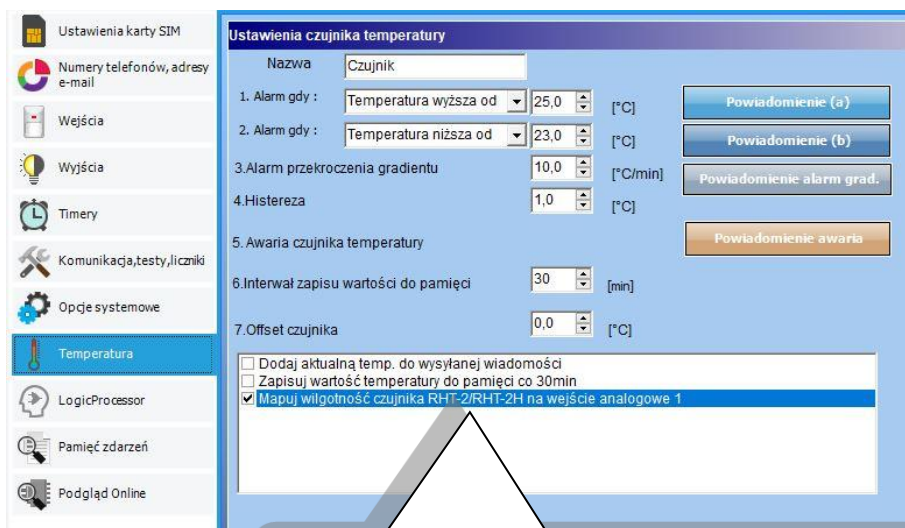 Ustawienia karty SIM
Numery telefonów, adresy
e-mail
Wejścia
Wyjścia
Timery
Komunikacja,testy,liczniki
Opcje systemowe
Temperatura
LogicProcessor
Pamięć zdarzeń
Podgląd Online
Ustawienia czujnika temperatury
Nazwa Czujnik
1. Alarm gdy : Temperatura wyższa od 25,0 [°C] Powiadomienie (a)
2. Alarm gdy : Temperatura niższa od 23,0 [°C] Powiadomienie (b)
3.Alarm przekroczenia gradientu 10,0 [°C/min] Powiadomienie alarm grad.
4.Histereza 1,0 [°C]
5. Awaria czujnika temperatury Powiadomienie awaria
6.Interwał zapisu wartości do pamięci 30 [min]
7.Offset czujnika 0,0 [°C]
Dodaj aktualną temp. do wysyłanej wiadomości
Zapisuj wartość temperatury do pamięci co 30min
Mapuj wilgotność czujnika RHT-2/RHT-2H na wejście analogowe 1